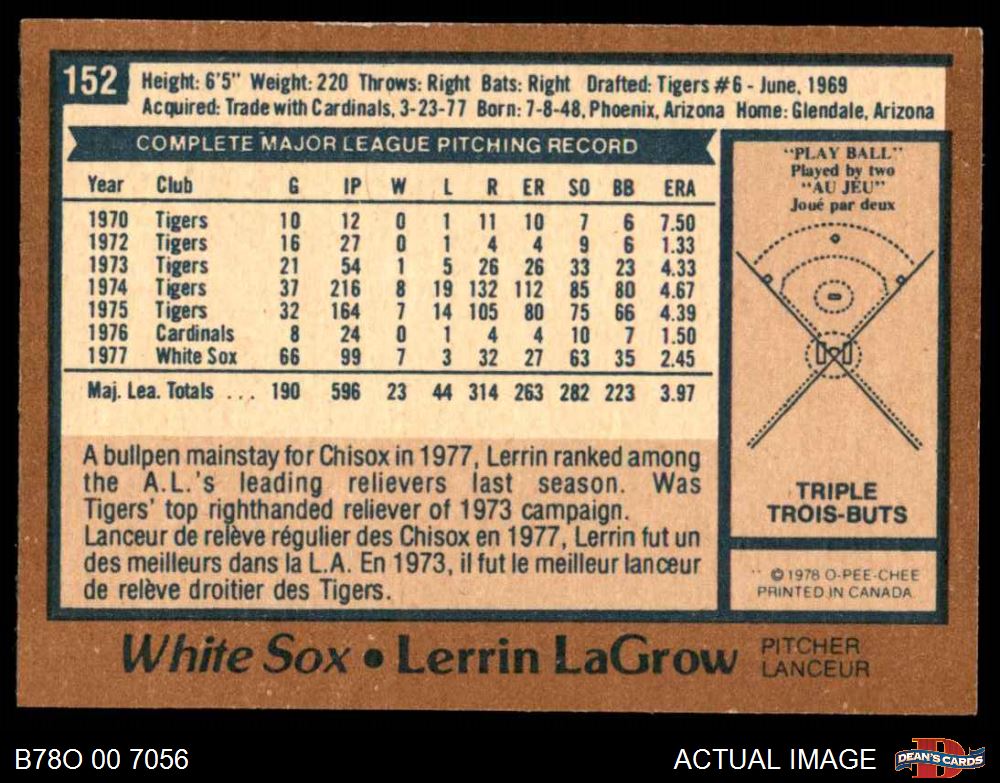 152
Height: 6'5" Weight: 220 Throws: Right Bats: Right Drafted: Tigers #6 - June, 1969
Acquired: Trade with Cardinals, 3-23-77 Born: 7-8-48, Phoenix, Arizona Home: Glendale, Arizona
COMPLETE MAJOR LEAGUE PITCHING RECORD
Year Club G IP W L R ER SO BB ERA
1970 Tigers 10 12 0 1 11 10 7 6 7.50
1972 Tigers 16 27 0 1 4 4 9 6 1.33
1973 Tigers 21 54 1 5 26 26 33 23 4.33
1974 Tigers 37 216 8 19 132 112 85 80 4.67
1975 Tigers 32 164 7 14 105 80 75 66 4.39
1976 Cardinals 8 24 0 1 4 4 10 7 1.50
1977 White Sox 66 99 7 3 32 27 63 35 2.45
Maj. Lea. Totals ... 190 596 23 44 314 263 282 223 3.97
A bullpen mainstay for Chisox in 1977, Lerrin ranked among
the A.L.'s leading relievers last season. Was
Tigers' top righthanded reliever of 1973 campaign.
Lanceur de relève régulier des Chisox en 1977, Lerrin fut un
des meilleurs dans la L.A. En 1973, il fut le meilleur lanceur
de relève droitier des Tigers.
"PLAY BALL"
Played by two
"AU JEU"
Joué par deux
TRIPLE
TROIS-BUTS
© 1978 O-PEE-CHEE
PRINTED IN CANADA
White Sox • Lerrin LaGrow
PITCHER
LANCEUR
B78O 00 7056
ACTUAL IMAGE
DEAN'S CARDS